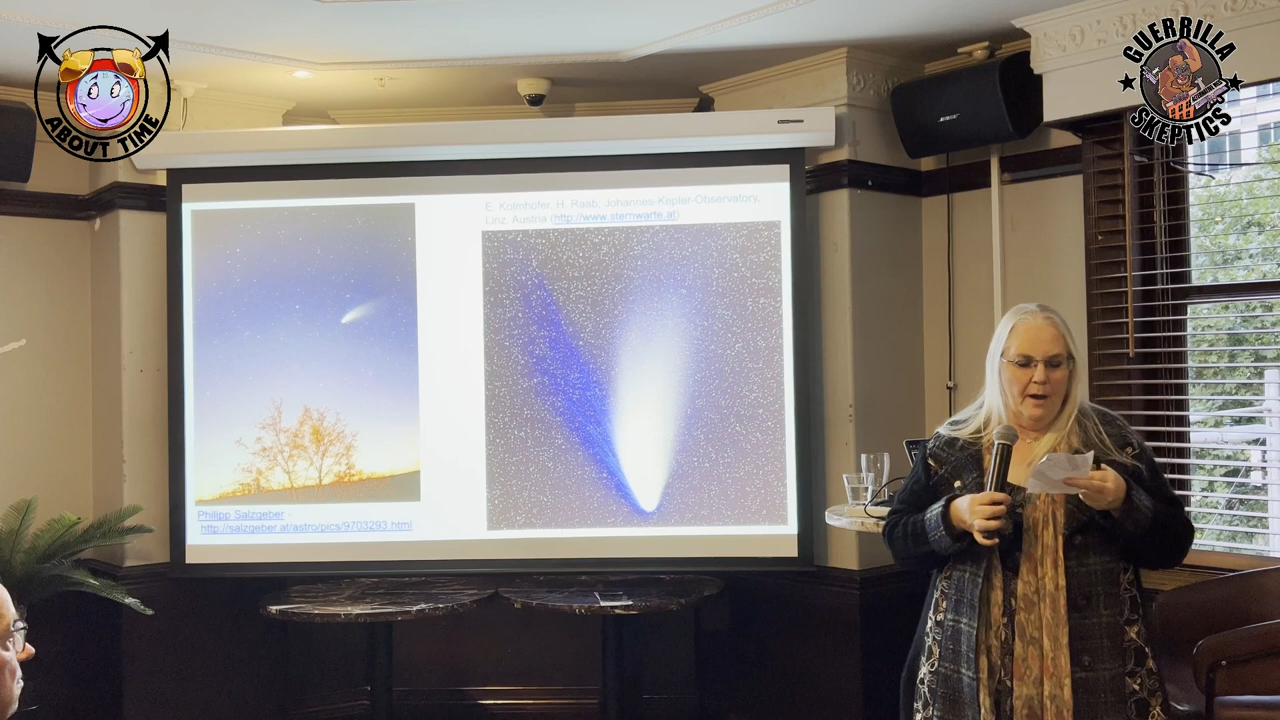 ABOUT TIME
GUERRILLA
SKEPTICS
BOSE
E. Kolmhofer, H. Raab; Johannes-Kepler-Observatory,
Linz, Austria (http://www.sternwarte.at)
Philipp Salzgeber -
http://salzgeber.at/astro/pics/9703293.html